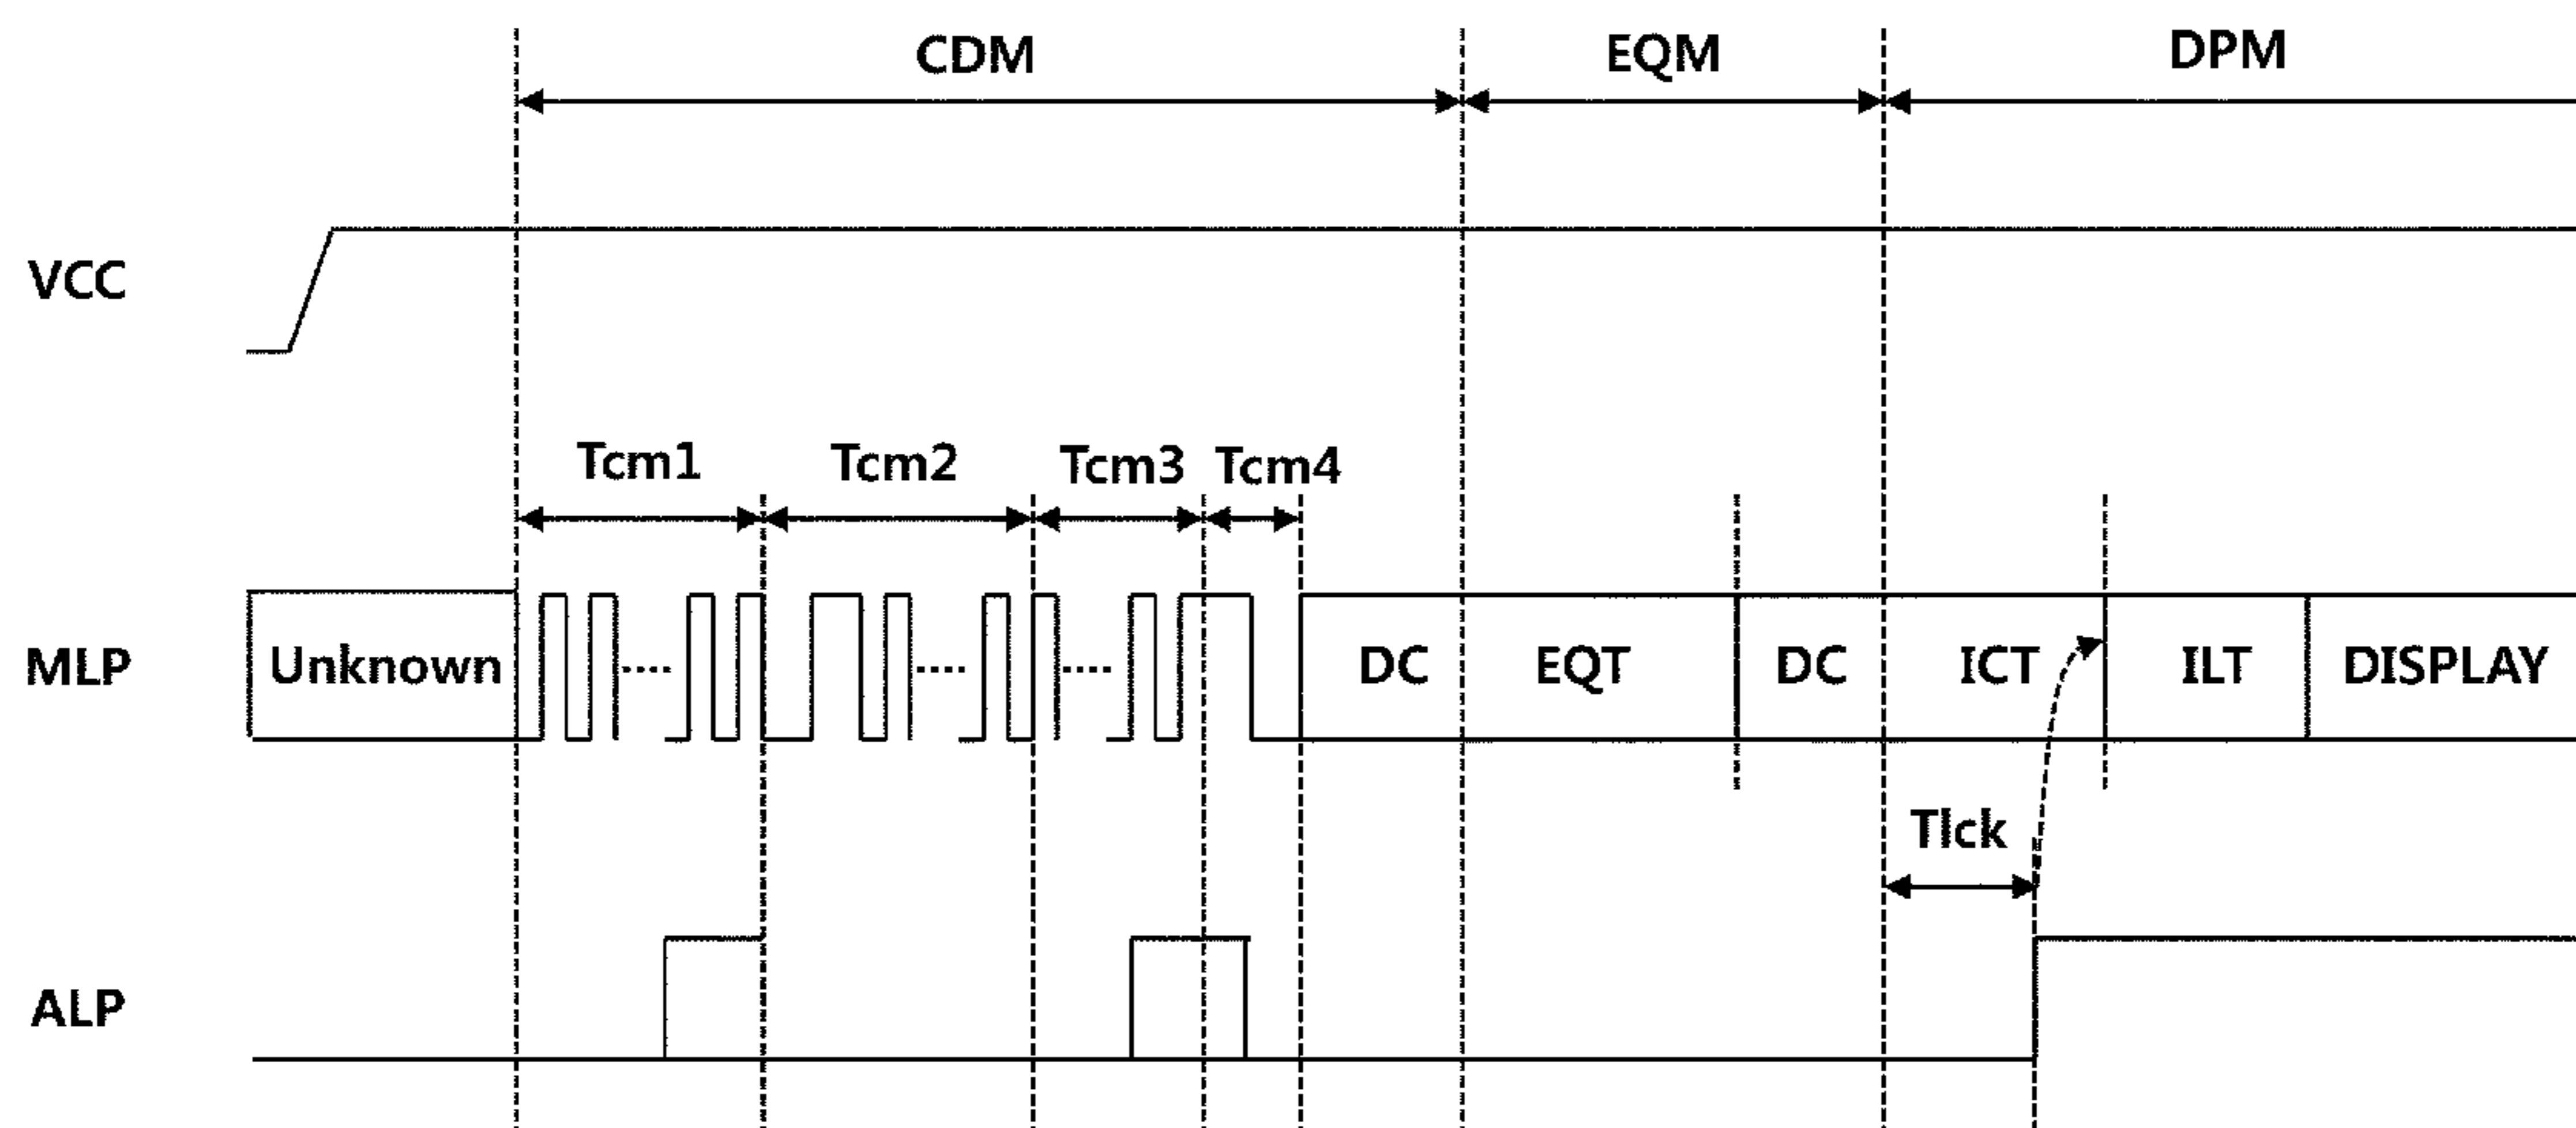 CDM EQM DPM
VCC
Tcm1 Tcm2 Tcm3 Tcm4
MLP Unknown DC EQT DC ICT ILT DISPLAY
Tlck
ALP